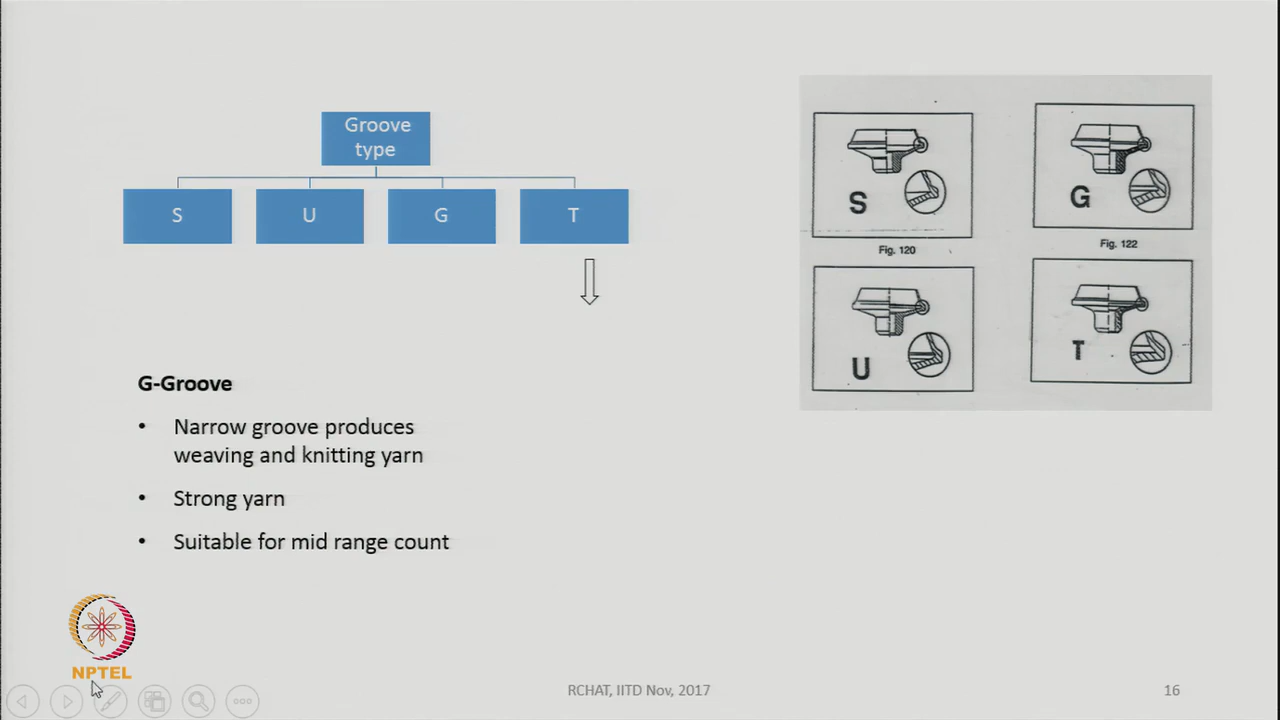 Groove
type
S
U
G
T
S
Fig. 120
G
Fig. 122
U
T
G-Groove
• Narrow groove produces
weaving and knitting yarn
• Strong yarn
• Suitable for mid range count
NPTEL
RCHAT, IITD Nov, 2017
16